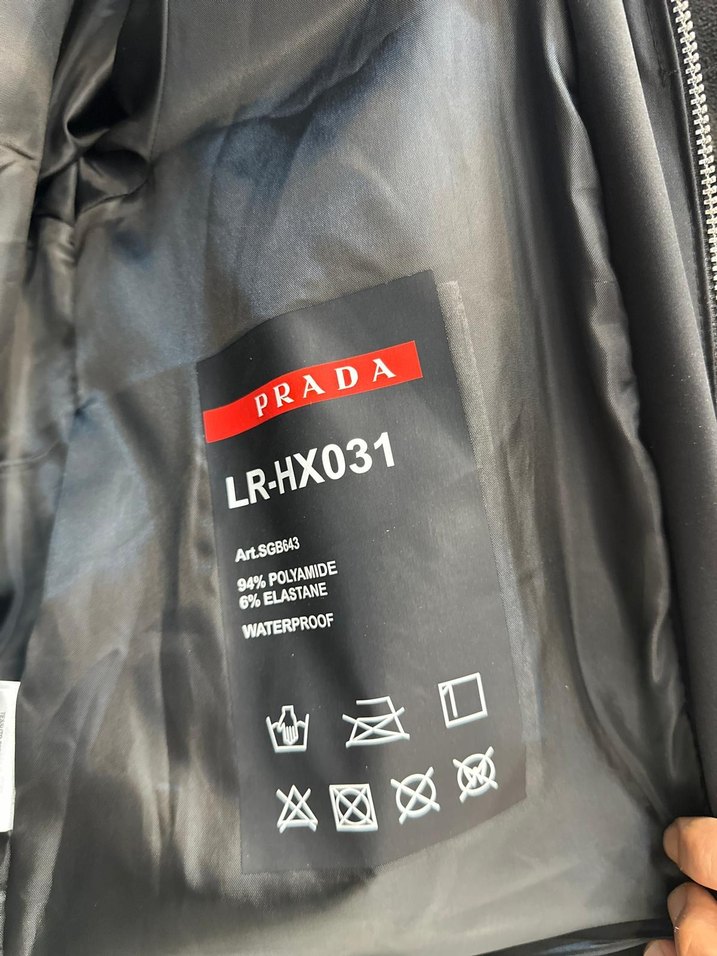 PRADA
LR-HX031
Art.SGB643
94% POLYAMIDE
6% ELASTANE
WATERPROOF